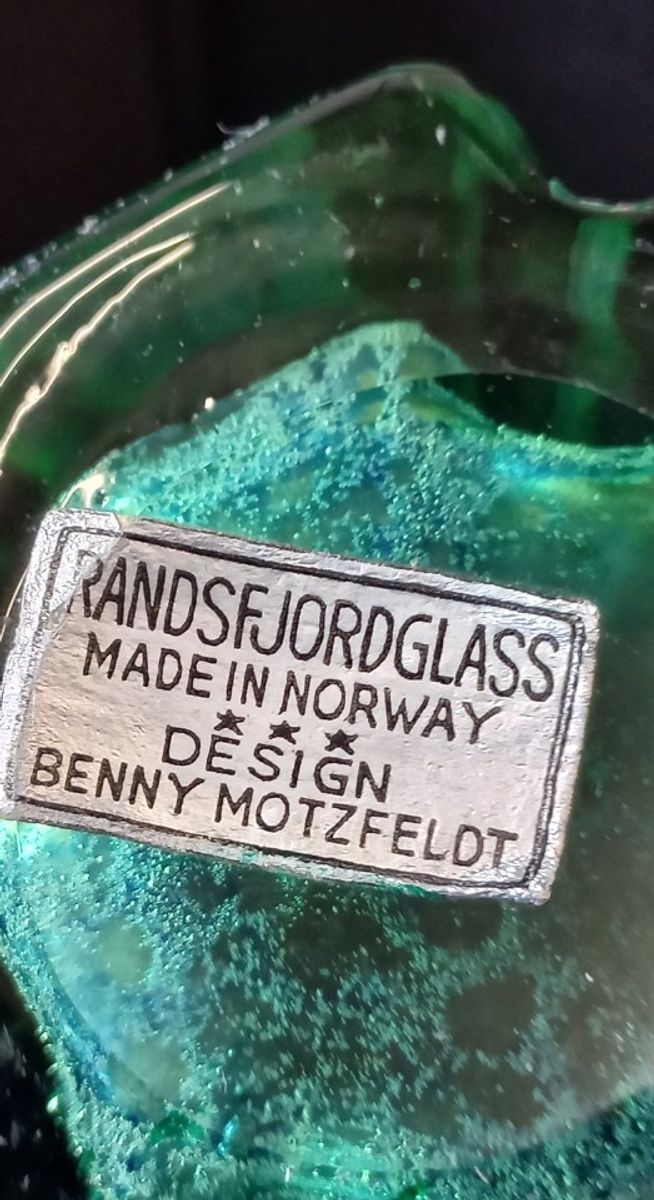 RANDSFJORDGLASS
MADE IN NORWAY
★ ★ ★
DESIGN
BENNY MOTZFELDT